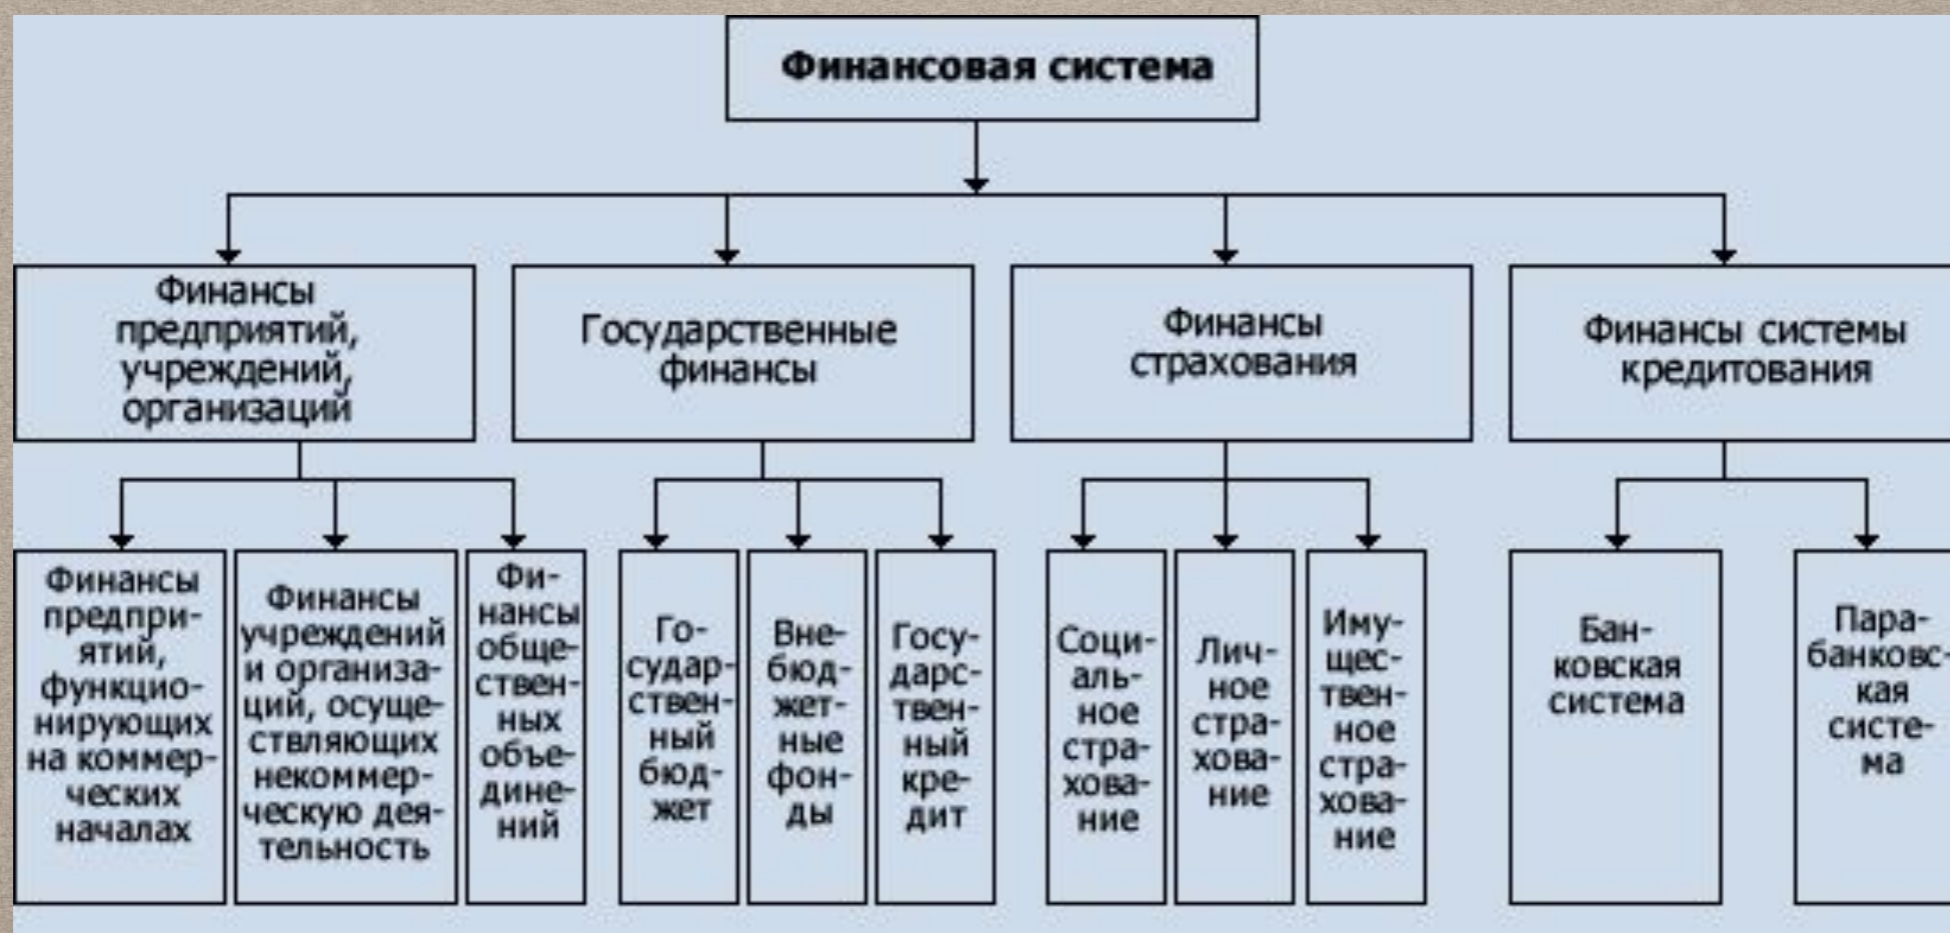 Финансовая система
Финансы
предприятий,
учреждений,
организаций
Государственные
финансы
Финансы
страхования
Финансы системы
кредитования
Финансы
предпри-
ятий,
функцио-
нирующих
на коммер-
ческих
началах
Финансы
учреждений
и организа-
ций, осуще-
ствляющих
некоммер-
ческую дея-
тельность
Фи-
нансы
обще-
ствен-
ных
объе-
дине-
ний
Го-
судар-
ствен-
ный
бюд-
жет
Вне-
бюд-
жет-
ные
фон-
ды
Госу-
дарс-
твен-
ный
кре-
дит
Соци-
аль-
ное
стра-
хова-
ние
Лич-
ное
стра-
хова-
ние
Иму-
щес-
твен-
ное
стра-
хова-
ние
Бан-
ковская
система
Пара-
банковс-
кая
систе-
ма